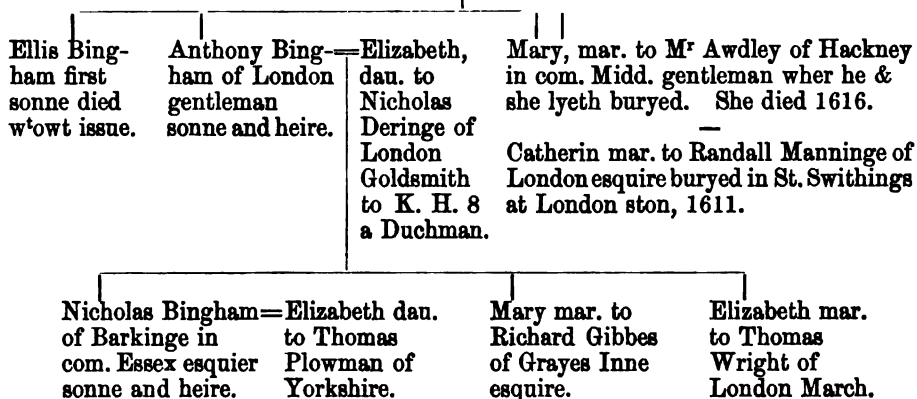 Ellis Bing-
ham first
sonne died
wᵗowt issue.
Anthony Bing-
ham of London
gentleman
sonne and heire.
=Elizabeth,
dau. to
Nicholas
Deringe of
London
Goldsmith
to K. H. 8
a Duchman.
Mary, mar. to Mʳ Awdley of Hackney
in com. Midd. gentleman wher he &
she lyeth buryed. She died 1616.
—
Catherin mar. to Randall Manninge of
London esquire buryed in St. Swithings
at London ston, 1611.
Nicholas Bingham
of Barkinge in
com. Essex esquier
sonne and heire.
=Elizabeth dau.
to Thomas
Plowman of
Yorkshire.
Mary mar. to
Richard Gibbes
of Grayes Inne
esquire.
Elizabeth mar.
to Thomas
Wright of
London March.